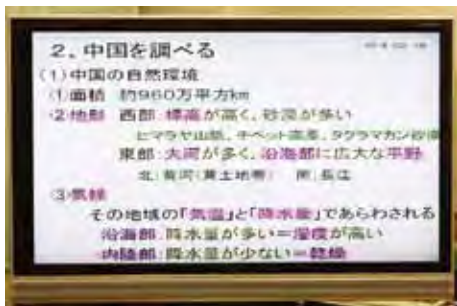 2、中国を調べる
(1)中国の自然環境
①面積 約960万平方km
②地形 西部:標高が高く、砂漠が多い
ヒマラヤ山脈、チベット高原、タクラマカン砂漠
東部:大河が多く、沿海部に広大な平野
北:黄河(黄土地帯) 南:長江
③気候
その地域の「気温」と「降水量」であらわされる
沿海部:降水量が多い=湿度が高い
内陸部:降水量が少ない=乾燥